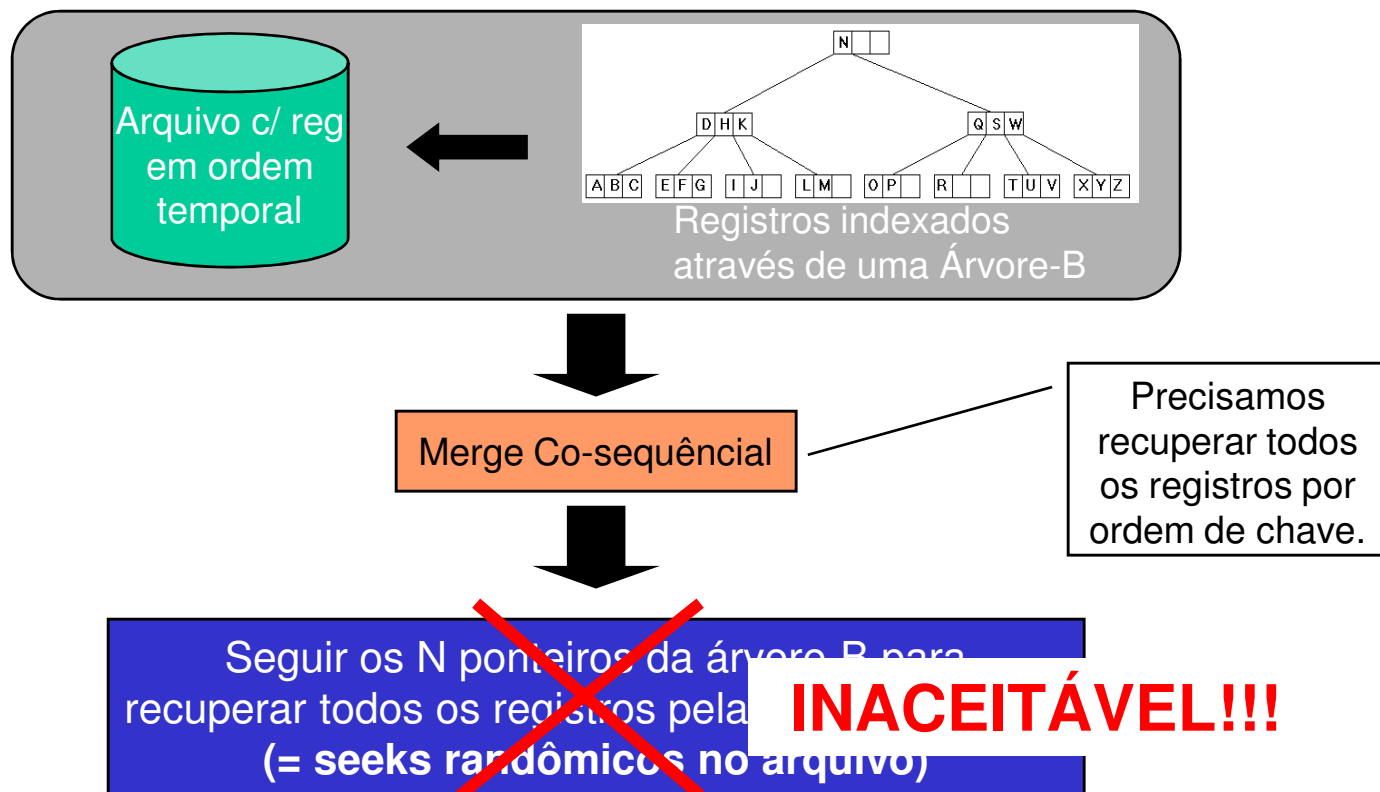 N
D H K
Q S W
A B C E F G I J L M O P R T U V X Y Z
Arquivo c/ reg
em ordem
temporal
Registros indexados
através de uma Árvore-B
Merge Co-sequêncial
Precisamos
recuperar todos
os registros por
ordem de chave.
Seguir os N ponteiros da árvore-B para
recuperar todos os registros pela
(= seeks randômicos no arquivo)
INACEITÁVEL!!!